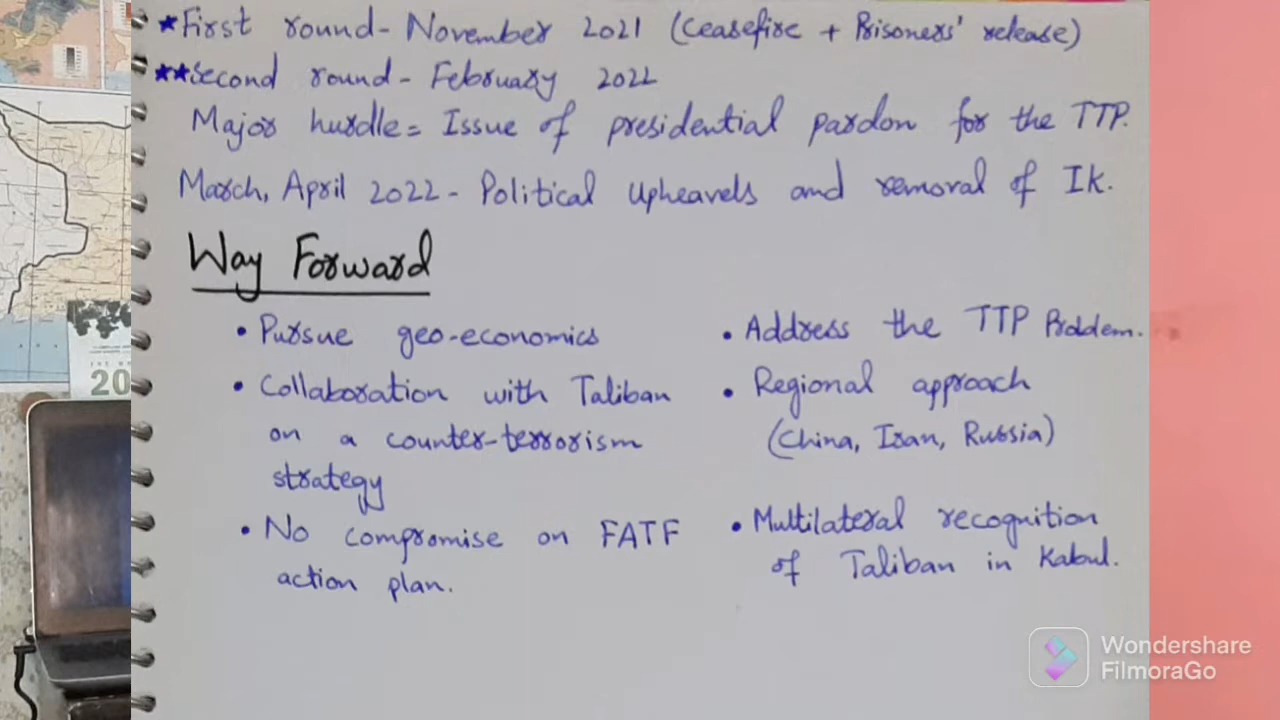 ★First round- November 2021 (Ceasefire + Prisoners' release)
★★Second round- February 2022
Major hurdle= Issue of presidential pardon for the TTP.
March, April 2022- Political Upheavels and removal of Ik.
Way Forward
• Pursue geo-economics
• Collaboration with Taliban
on a counter-terrorism
strategy
• No compromise on FATF
action plan.
• Address the TTP Problem.
• Regional approach
(China, Iran, Russia)
• Multilateral recognition
of Taliban in Kabul.
20
Wondershare
FilmoraGo